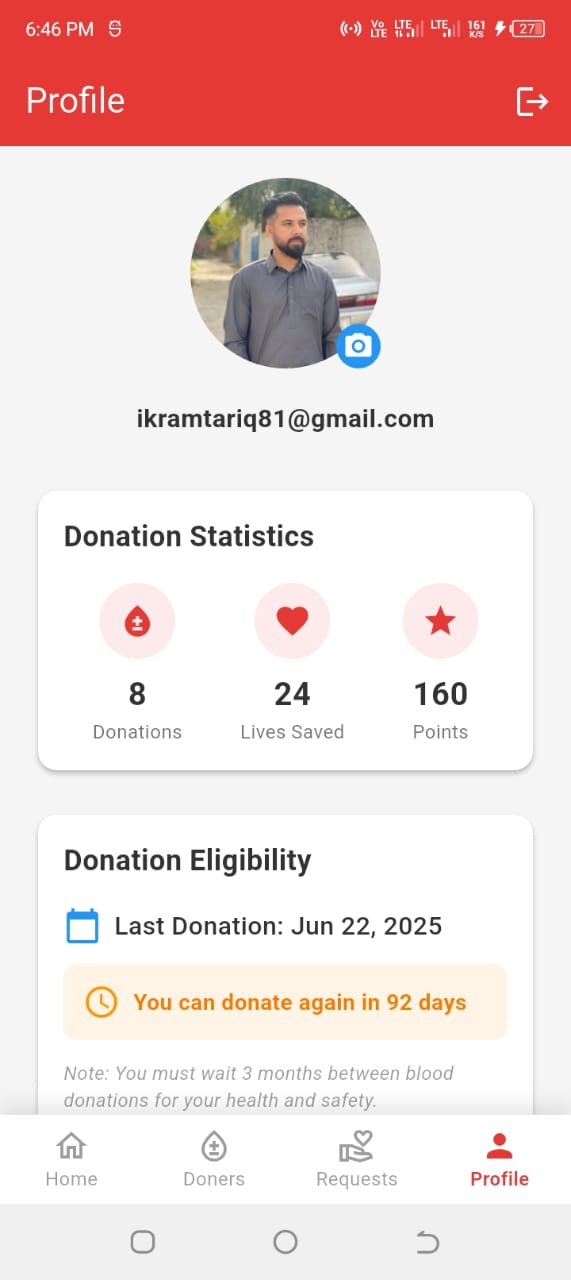 6:46 PM
Vo LTE LTE LTE 161 K/S 27
Profile
ikramtariq81@gmail.com
Donation Statistics
8 24 160
Donations Lives Saved Points
Donation Eligibility
Last Donation: Jun 22, 2025
You can donate again in 92 days
Note: You must wait 3 months between blood
donations for your health and safety.
Home Doners Requests Profile